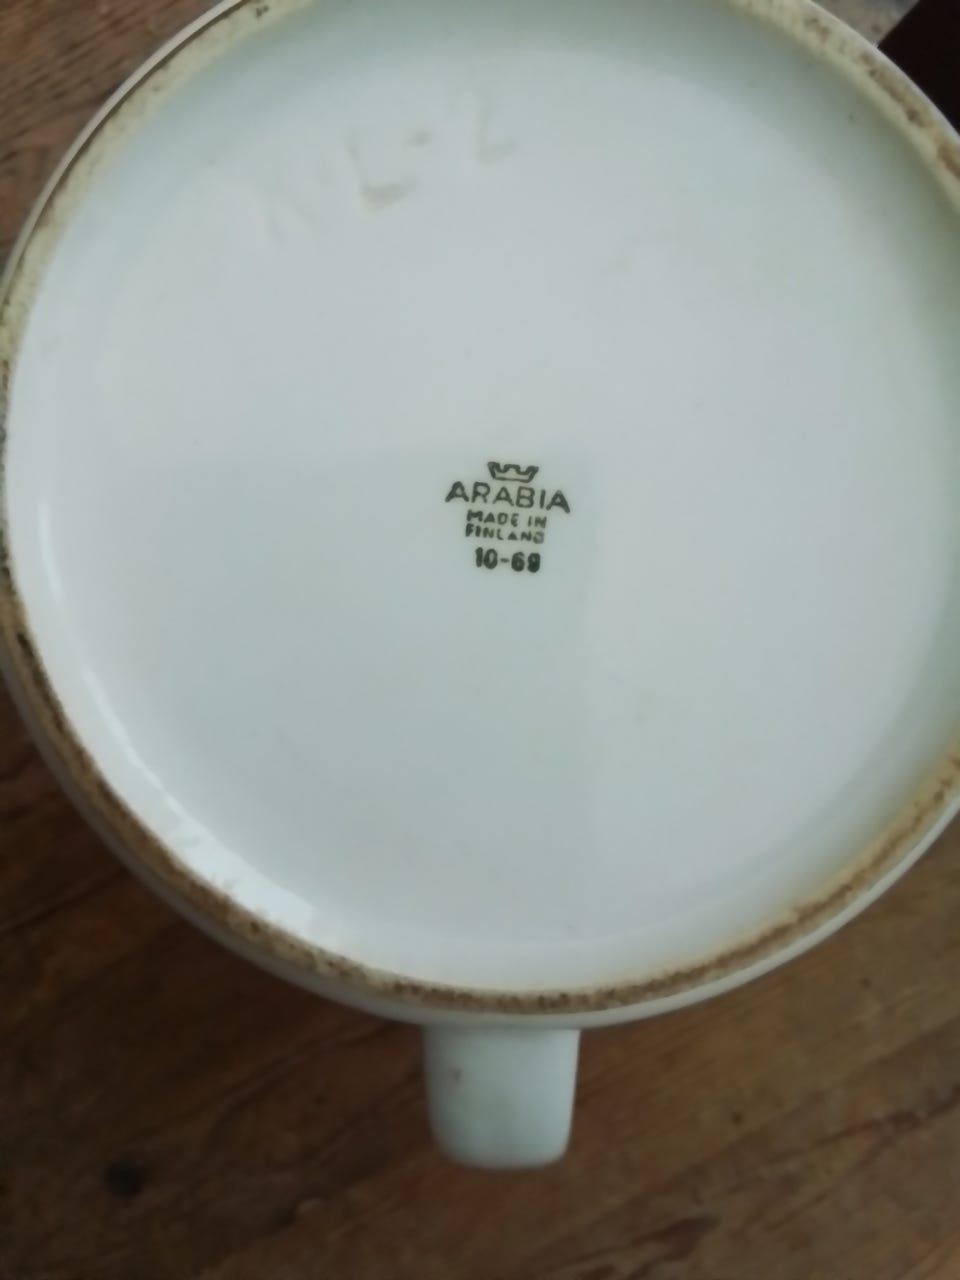 ARABIA
MADE IN
FINLAND
10-69